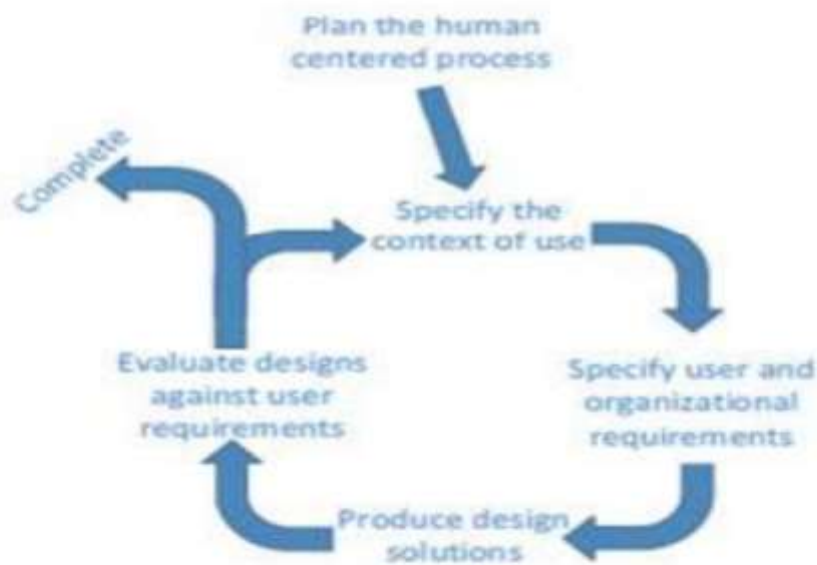 Plan the human
centered process
Complete
Specify the
context of use
Specify user and
organizational
requirements
Produce design
solutions
Evaluate designs
against user
requirements